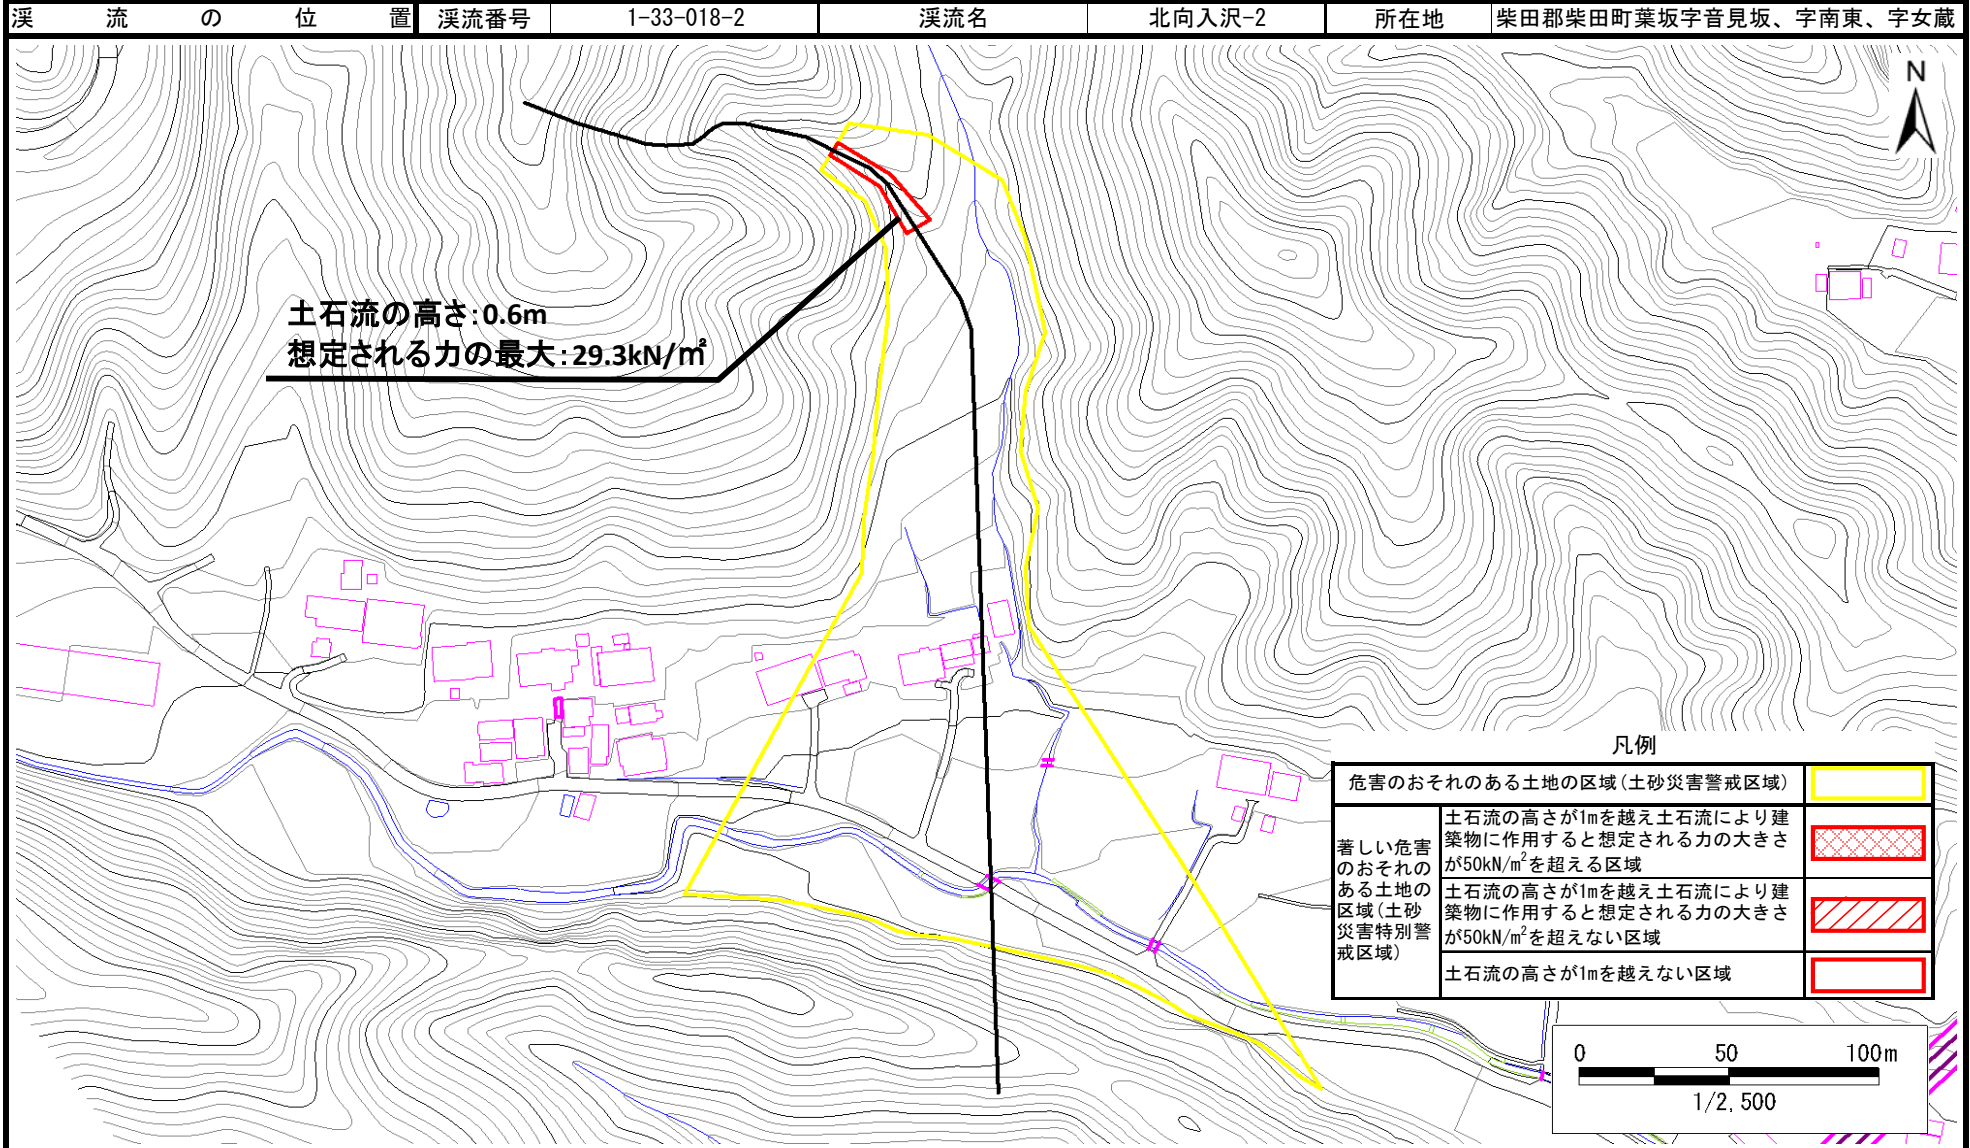 渓流の位置 渓流番号 1-33-018-2 渓流名 北向入沢-2 所在地 柴田郡柴田町葉坂字音見坂、字南東、字女蔵
N
土石流の高さ:0.6m
想定される力の最大:29.3kN/㎡
凡例
危害のおそれのある土地の区域(土砂災害警戒区域)
著しい危害
のおそれの
ある土地の
区域(土砂
災害特別警
戒区域)
土石流の高さが1mを越え土石流により建
築物に作用すると想定される力の大きさ
が50kN/m²を超える区域
土石流の高さが1mを越え土石流により建
築物に作用すると想定される力の大きさ
が50kN/m²を超えない区域
土石流の高さが1mを越えない区域
0 50 100m
1/2,500